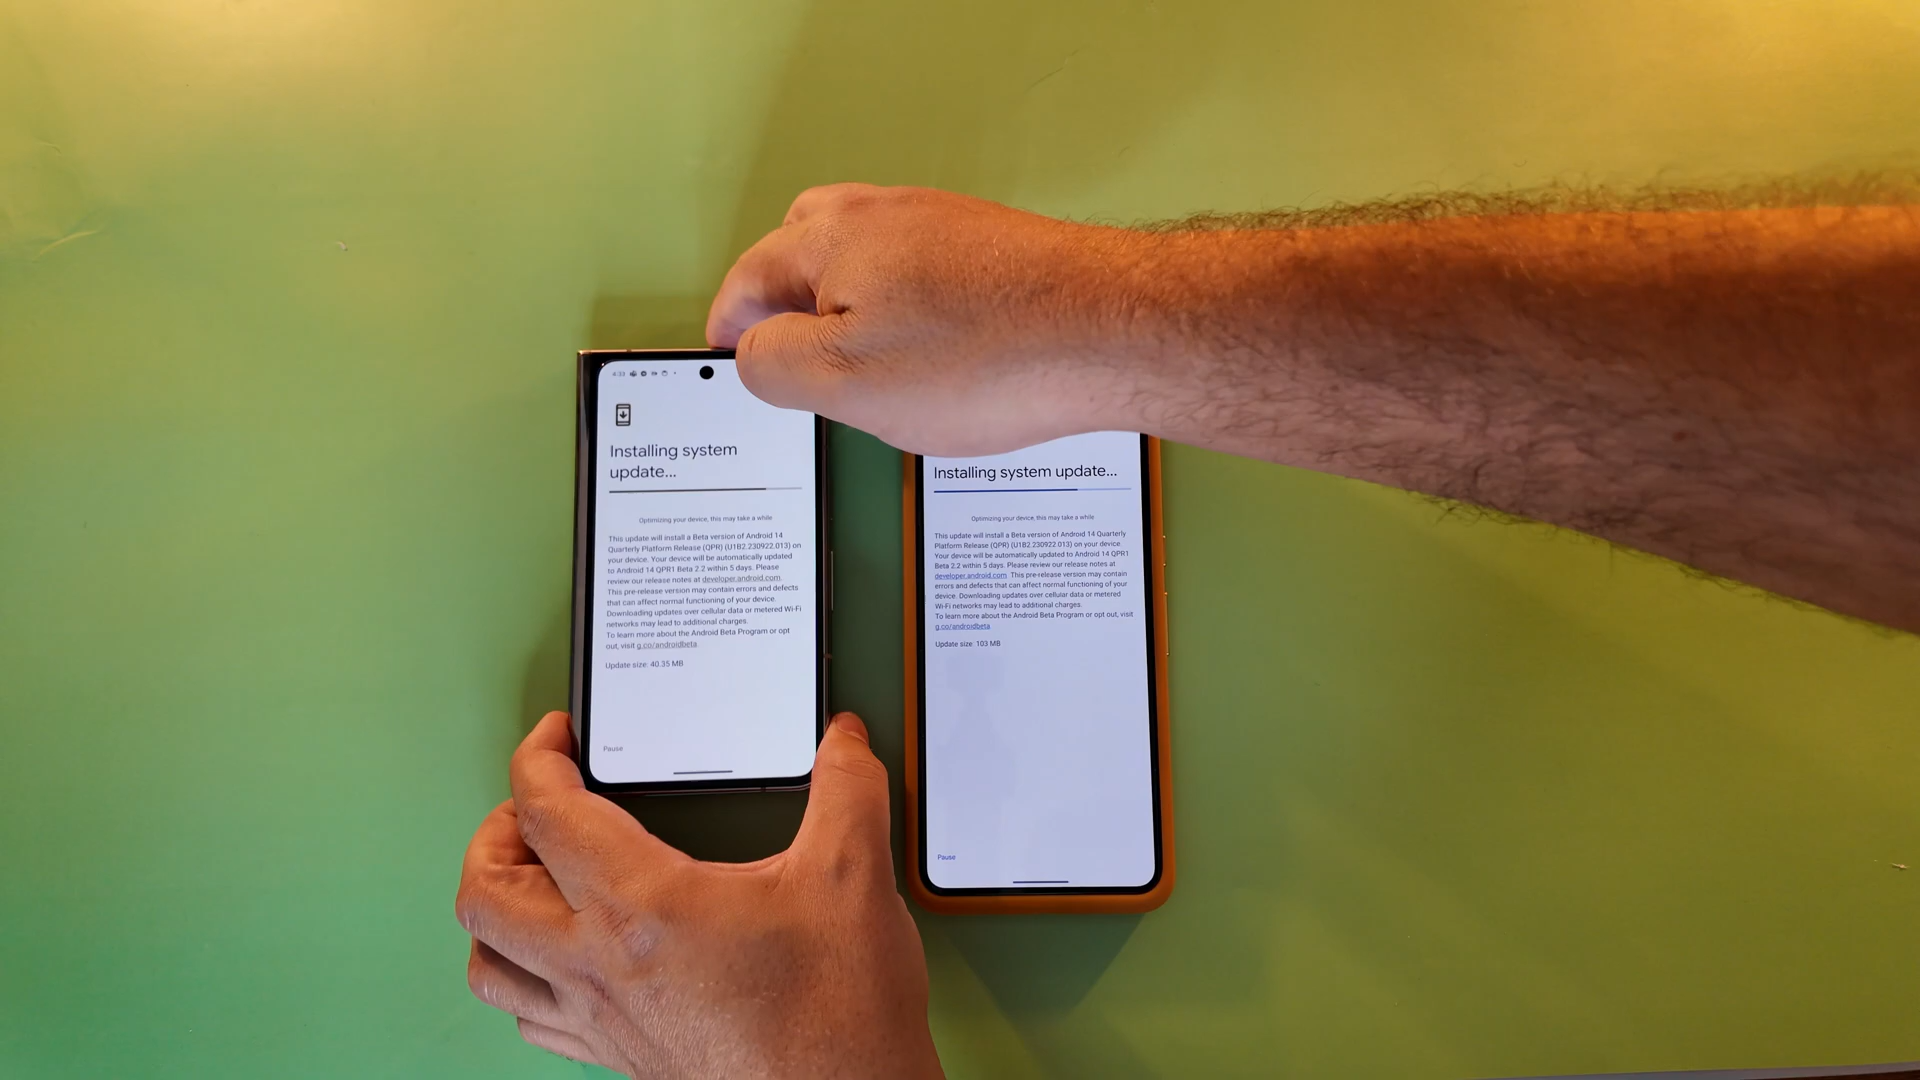 4:33
Installing system
update...
Optimizing your device, this may take a while
This update will install a Beta version of Android 14
Quarterly Platform Release (QPR) (U1B2.230922.013) on
your device. Your device will be automatically updated
to Android 14 QPR1 Beta 2.2 within 5 days. Please
review our release notes at developer.android.com.
This pre-release version may contain errors and defects
that can affect normal functioning of your device.
Downloading updates over cellular data or metered Wi-Fi
networks may lead to additional charges.
To learn more about the Android Beta Program or opt
out, visit g.co/androidbeta
Update size: 40.35 MB
Pause
Installing system update...
Optimizing your device, this may take a while
This update will install a Beta version of Android 14 Quarterly
Platform Release (QPR) (U1B2.230922.013) on your device.
Your device will be automatically updated to Android 14 QPR1
Beta 2.2 within 5 days. Please review our release notes at
developer.android.com. This pre-release version may contain
errors and defects that can affect normal functioning of your
device. Downloading updates over cellular data or metered
Wi-Fi networks may lead to additional charges.
To learn more about the Android Beta Program or opt out, visit
g.co/androidbeta
Update size: 103 MB
Pause